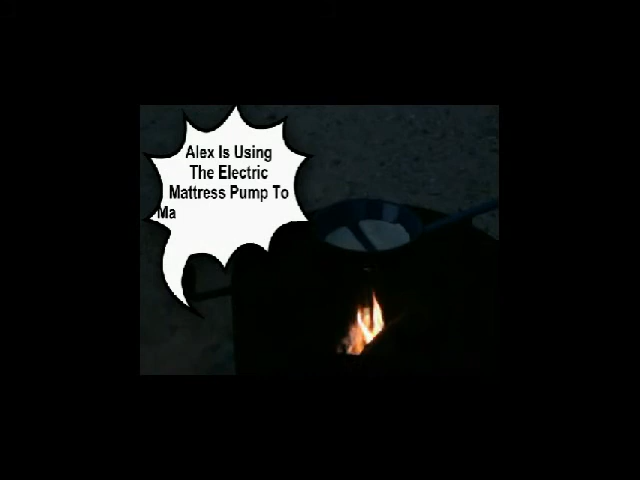 Alex Is Using
The Electric
Mattress Pump To
Ma